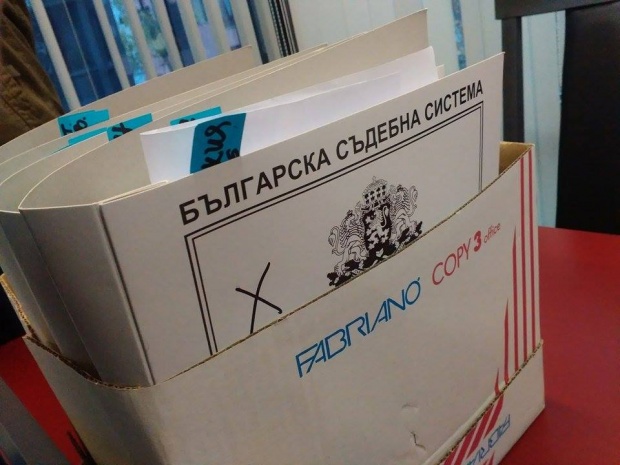 БЪЛГАРСКА СЪДЕБНА СИСТЕМА
X
FABRIANO COPY 3 office